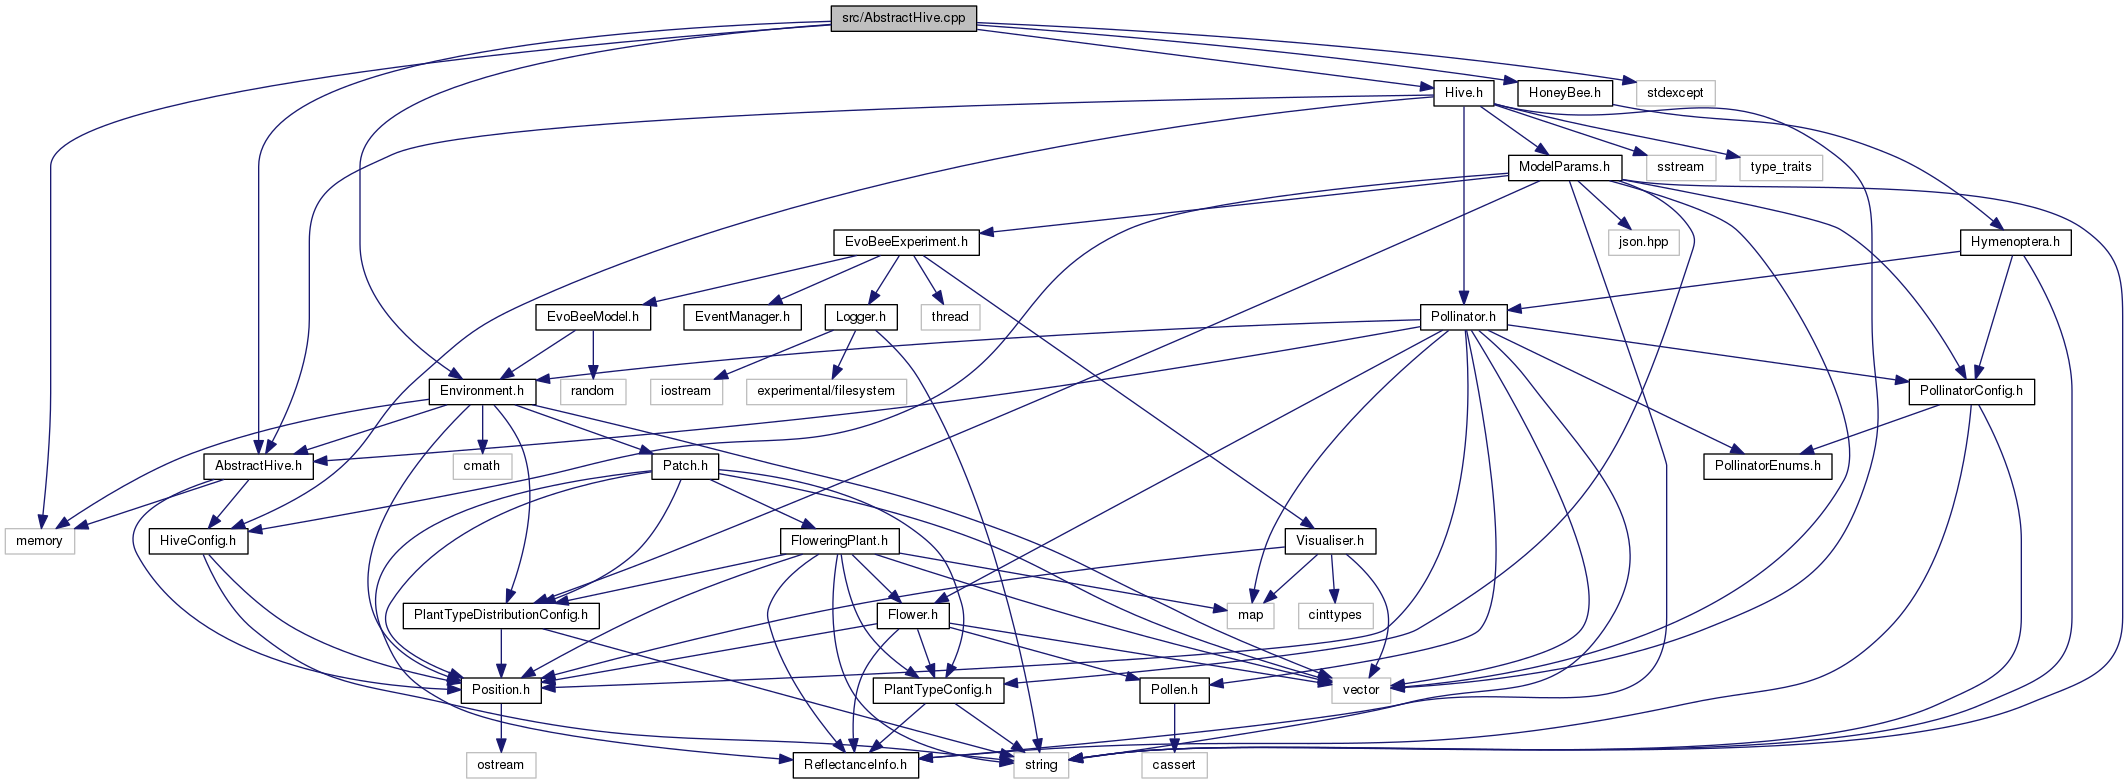 src/AbstractHive.cpp
Hive.h
HoneyBee.h
stdexcept
ModelParams.h
sstream
type_traits
EvoBeeExperiment.h
json.hpp
Hymenoptera.h
EvoBeeModel.h
EventManager.h
Logger.h
thread
Pollinator.h
Environment.h
random
iostream
experimental/filesystem
PollinatorConfig.h
AbstractHive.h
cmath
Patch.h
PollinatorEnums.h
memory
HiveConfig.h
FloweringPlant.h
Visualiser.h
PlantTypeDistributionConfig.h
Flower.h
map
cinttypes
Position.h
PlantTypeConfig.h
Pollen.h
vector
ostream
ReflectanceInfo.h
string
cassert